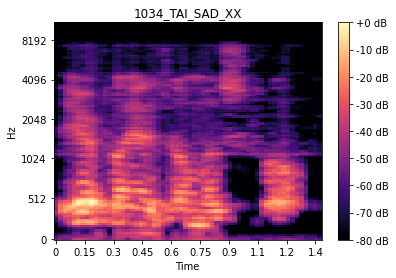 1034_TAI_SAD_XX
+0 dB
8192
-10 dB
4096
-20 dB
-30 dB
2048
Hz
-40 dB
1024
-50 dB
512
-60 dB
-70 dB
0
-80 dB
0 0.15 0.3 0.45 0.6 0.75 0.9 1.1 1.2 1.4
Time